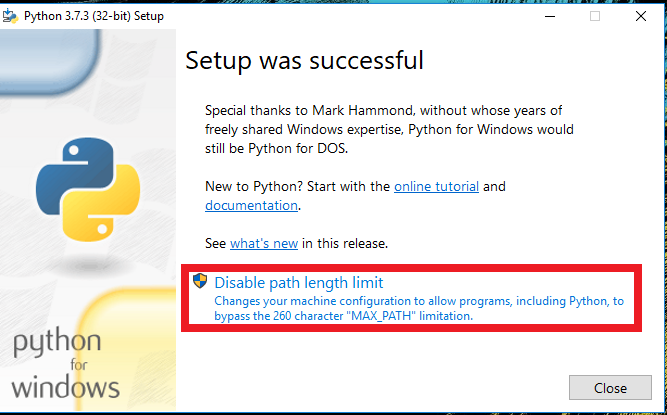 Python 3.7.3 (32-bit) Setup
Setup was successful
Special thanks to Mark Hammond, without whose years of
freely shared Windows expertise, Python for Windows would
still be Python for DOS.
New to Python? Start with the online tutorial and
documentation.
See what's new in this release.
Disable path length limit
Changes your machine configuration to allow programs, including Python, to
bypass the 260 character "MAX_PATH" limitation.
python
for
windows
Close